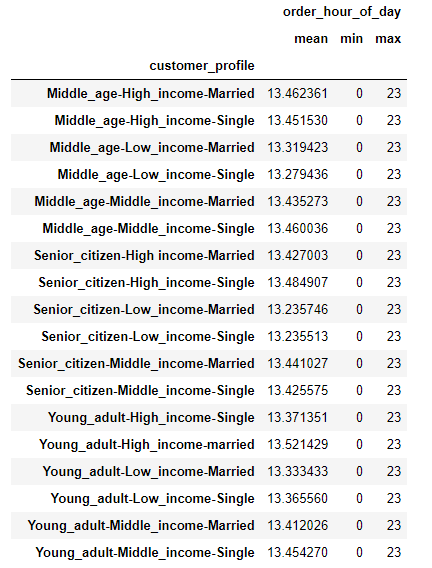 order_hour_of_day
mean min max
customer_profile
Middle_age-High_income-Married 13.462361 0 23
Middle_age-High_income-Single 13.451530 0 23
Middle_age-Low_income-Married 13.319423 0 23
Middle_age-Low_income-Single 13.279436 0 23
Middle_age-Middle_income-Married 13.435273 0 23
Middle_age-Middle_income-Single 13.460036 0 23
Senior_citizen-High income-Married 13.427003 0 23
Senior_citizen-High_income-Single 13.484907 0 23
Senior_citizen-Low_income-Married 13.235746 0 23
Senior_citizen-Low_income-Single 13.235513 0 23
Senior_citizen-Middle_income-Married 13.441027 0 23
Senior_citizen-Middle_income-Single 13.425575 0 23
Young_adult-High_income-Single 13.371351 0 23
Young_adult-High_income-married 13.521429 0 23
Young_adult-Low_income-Married 13.333433 0 23
Young_adult-Low_income-Single 13.365560 0 23
Young_adult-Middle_income-Married 13.412026 0 23
Young_adult-Middle_income-Single 13.454270 0 23